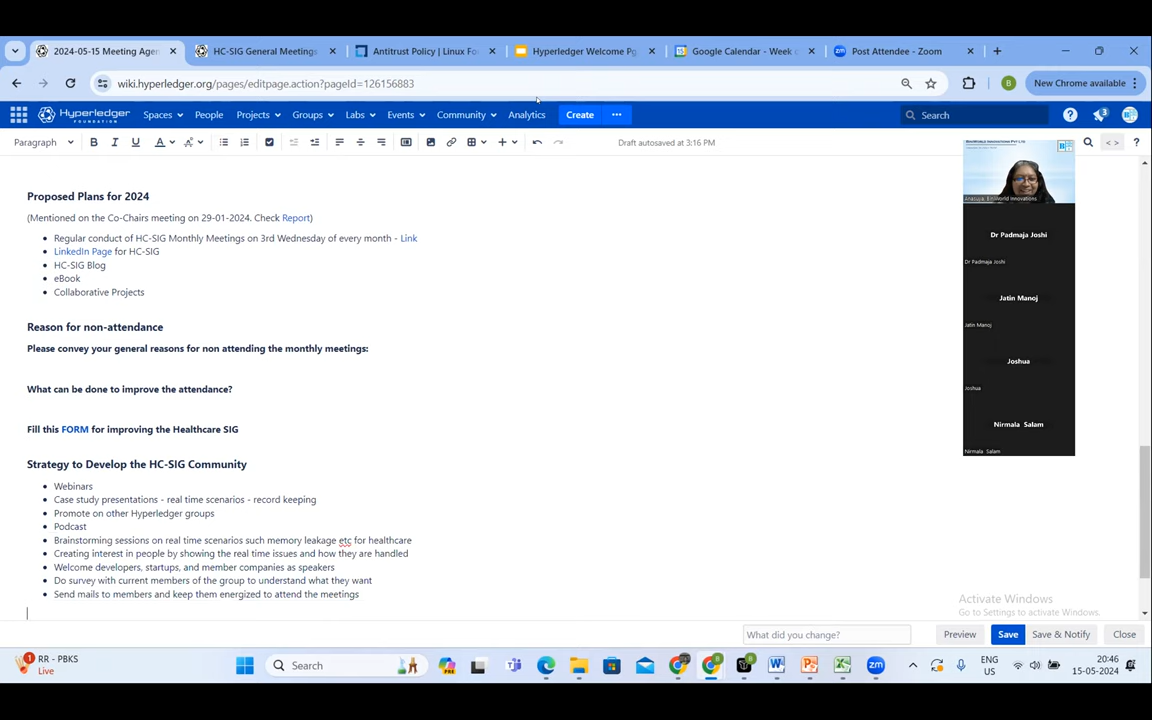 2024-05-15 Meeting Agen
HC-SIG General Meetings
Antitrust Policy | Linux Fou
Hyperledger Welcome Pg
Google Calendar - Week o
Post Attendee - Zoom
wiki.hyperledger.org/pages/editpage.action?pageId=126156883
B
New Chrome available
HYPERLEDGER
FOUNDATION
Spaces
People
Projects
Groups
Labs
Events
Community
Analytics
Create
Search
3
Paragraph
B
I
U
A
Draft autosaved at 3:16 PM
Proposed Plans for 2024
(Mentioned on the Co-Chairs meeting on 29-01-2024. Check Report)
Regular conduct of HC-SIG Monthly Meetings on 3rd Wednesday of every month - Link
LinkedIn Page for HC-SIG
HC-SIG Blog
eBook
Collaborative Projects
Reason for non-attendance
Please convey your general reasons for non attending the monthly meetings:
What can be done to improve the attendance?
Fill this FORM for improving the Healthcare SIG
Strategy to Develop the HC-SIG Community
Webinars
Case study presentations - real time scenarios - record keeping
Promote on other Hyperledger groups
Podcast
Brainstorming sessions on real time scenarios such memory leakage etc for healthcare
Creating interest in people by showing the real time issues and how they are handled
Welcome developers, startups, and member companies as speakers
Do survey with current members of the group to understand what they want
Send mails to members and keep them energized to attend the meetings
Dr Padmaja Joshi
Dr Padmaja Joshi
Jatin Manoj
Jatin Manoj
Joshua
Joshua
Nirmala Salam
Nirmala Salam
Activate Windows
Go to Settings to activate Windows.
What did you change?
Preview
Save
Save & Notify
Close
1
RR - PBKS
Live
Search
ENG
US
20:46
15-05-2024